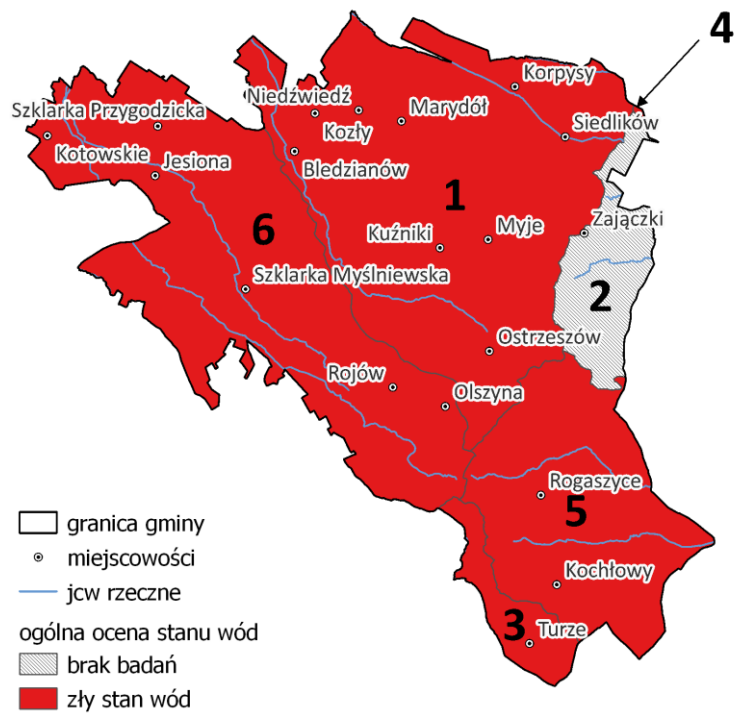 4
Korpysy
Niedźwiedź
Szklarka Przygodzicka
Marydół
Siedlików
Kozły
Kotowskie
Jesiona
Bledzianów
1
Zajączki
6
Kuźniki
Myje
Szklarka Myślniewska
2
Ostrzeszów
Rojów
Olszyna
Rogaszyce
5
granica gminy
miejscowości
Kochłowy
jcw rzeczne
3
Turze
ogólna ocena stanu wód
brak badań
zły stan wód